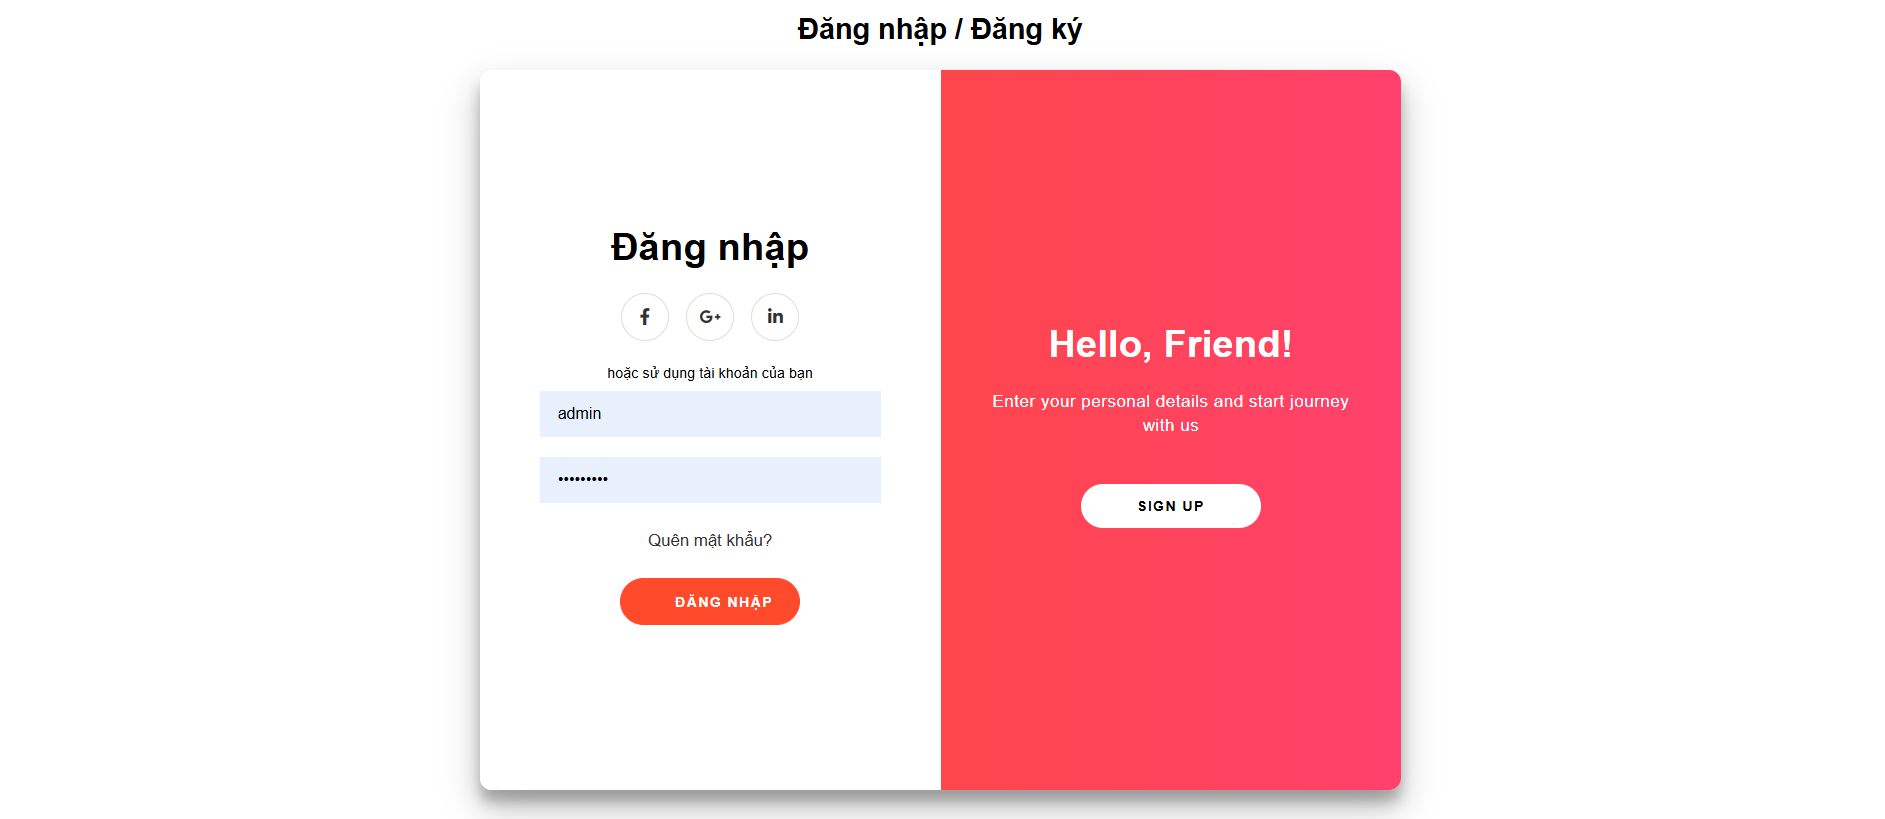 Đăng nhập / Đăng ký
Đăng nhập
f
G+
in
hoặc sử dụng tài khoản của bạn
admin
•••••••••
Quên mật khẩu?
ĐĂNG NHẬP
Hello, Friend!
Enter your personal details and start journey
with us
SIGN UP